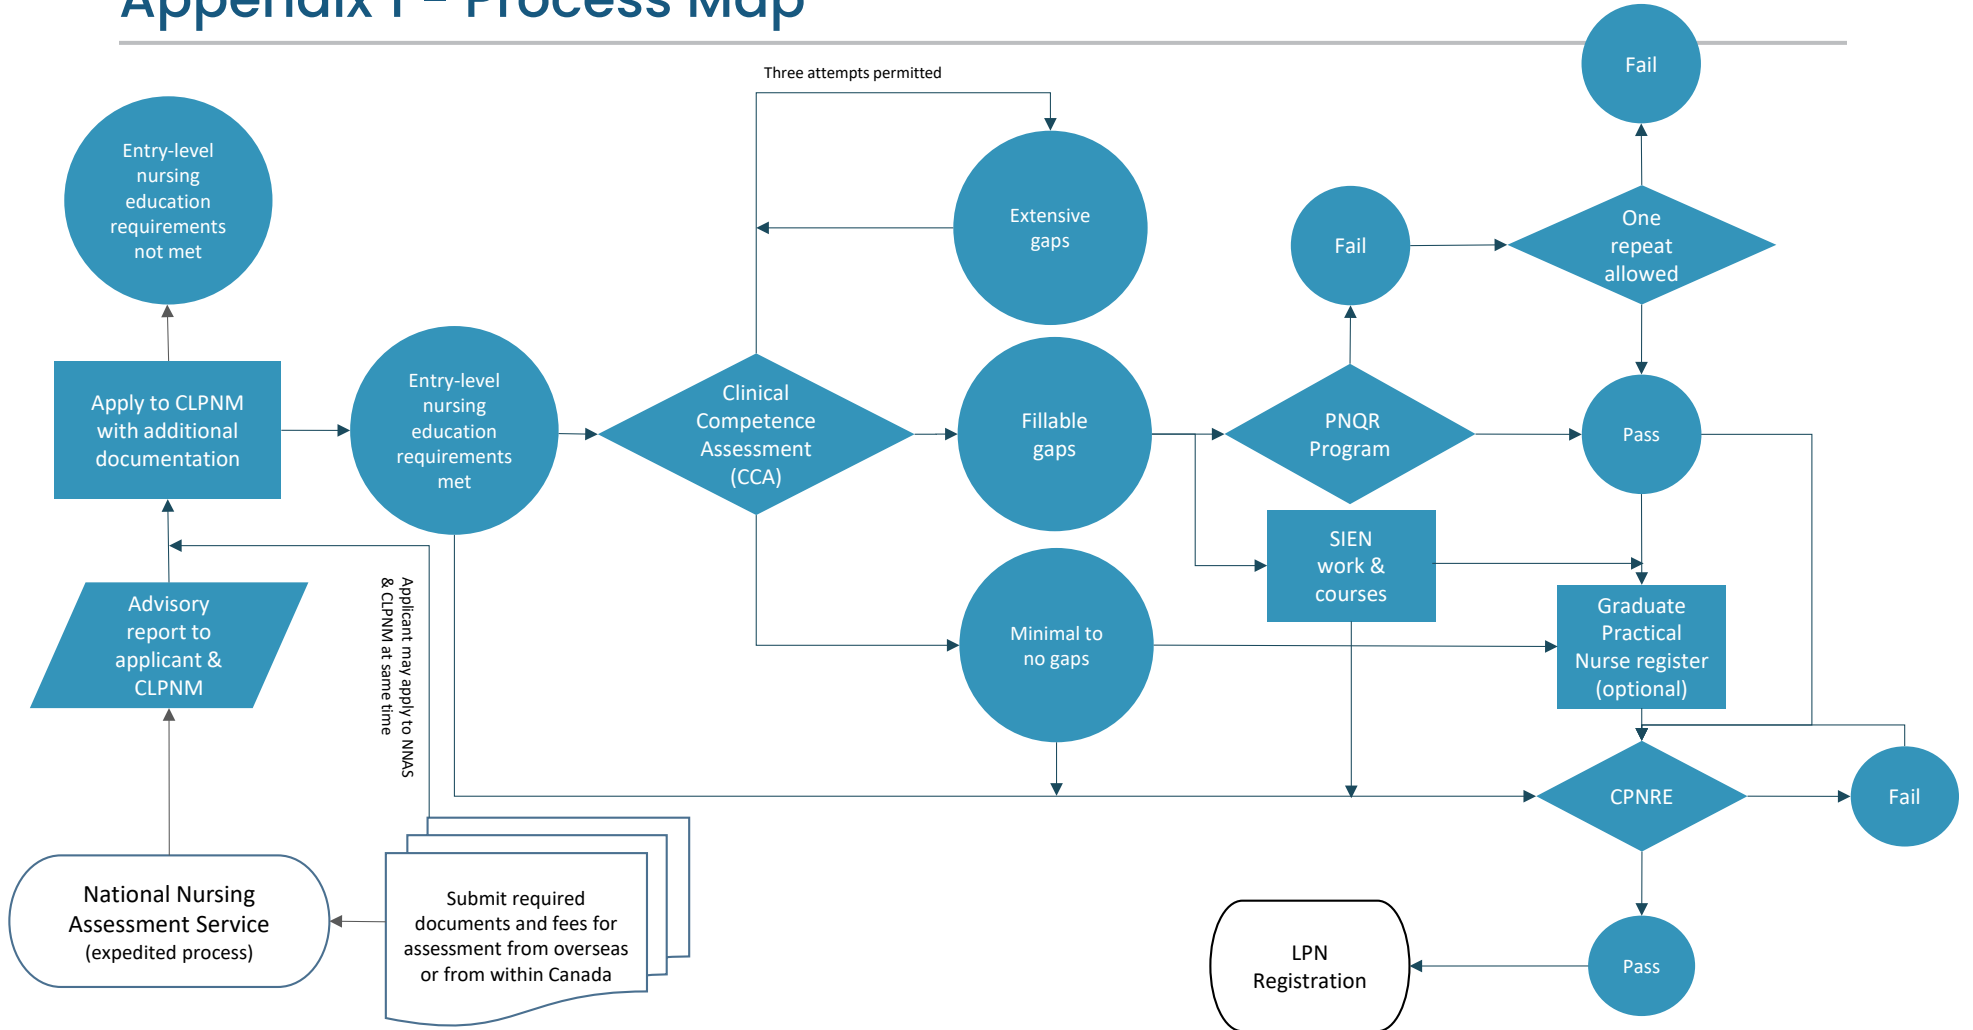 Appendix 1 - Process Map
Three attempts permitted
Fail
Entry-level
nursing
education
requirements
not met
Extensive
gaps
Fail
One
repeat
allowed
Apply to CLPNM
with additional
documentation
Entry-level
nursing
education
requirements
met
Clinical
Competence
Assessment
(CCA)
Fillable
gaps
PNQR
Program
Pass
SIEN
work &
courses
Advisory
report to
applicant &
CLPNM
Applicant may apply to NNAS
& CLPNM at same time
Minimal to
no gaps
Graduate
Practical
Nurse register
(optional)
CPNRE
Fail
National Nursing
Assessment Service
(expedited process)
Submit required
documents and fees for
assessment from overseas
or from within Canada
LPN
Registration
Pass